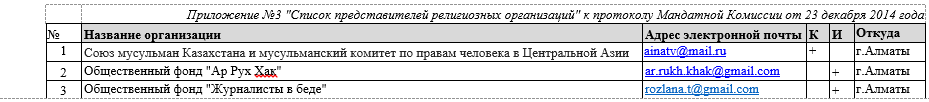 Приложение №3 "Список представителей религиозных организаций" к протоколу Мандатной Комиссии от 23 декабря 2014 года
№ Название организации Адрес электронной почты К И Откуда
1 Союз мусульман Казахстана и мусульманский комитет по правам человека в Центральной Азии ainatv@mail.ru + г.Алматы
2 Общественный фонд "Ар Рух Хақ" ar.rukh.khak@gmail.com + г.Алматы
3 Общественный фонд "Журналисты в беде" rozlana.t@gmail.com + г.Алматы